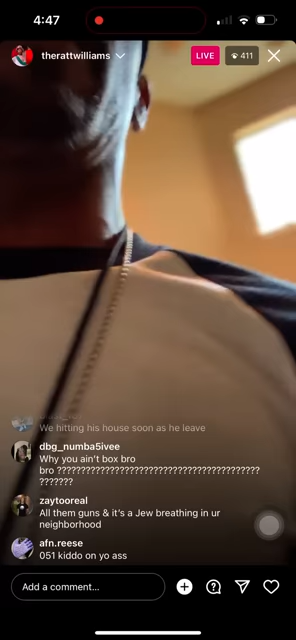 4:47
therattwilliams
LIVE
411
We hitting his house soon as he leave
dbg_numba5ivee
Why you ain't box bro
bro ?????????????????????????????????????????
???????
zaytooreal
All them guns & it's a Jew breathing in ur
neighborhood
afn.reese
051 kiddo on yo ass
Add a comment...